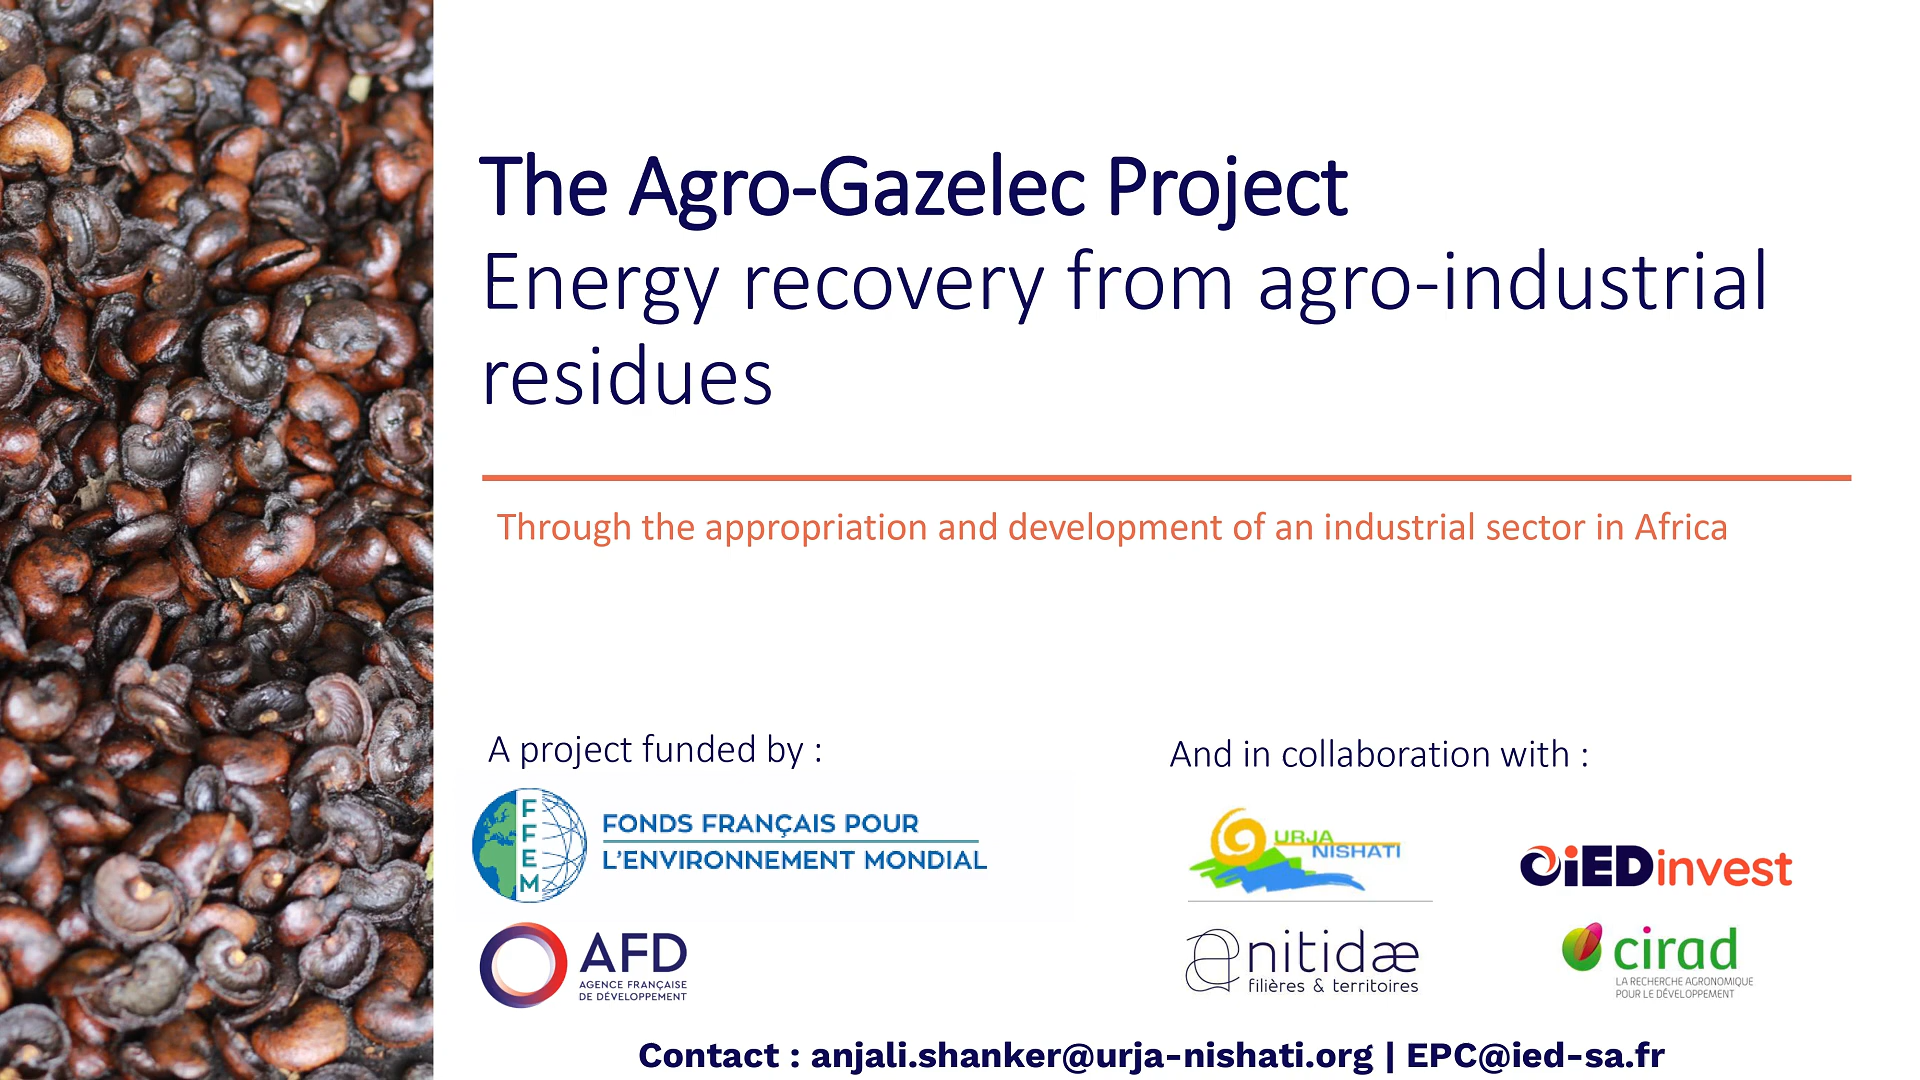 The Agro-Gazelec Project
Energy recovery from agro-industrial
residues
Through the appropriation and development of an industrial sector in Africa
A project funded by :
And in collaboration with :
FFEM
FONDS FRANÇAIS POUR
L'ENVIRONNEMENT MONDIAL
AFD
AGENCE FRANÇAISE
DE DÉVELOPPEMENT
URJA
NISHATI
iEDinvest
nitidæ
filières & territoires
cirad
LA RECHERCHE AGRONOMIQUE
POUR LE DÉVELOPPEMENT
Contact : anjali.shanker@urja-nishati.org | EPC@ied-sa.fr